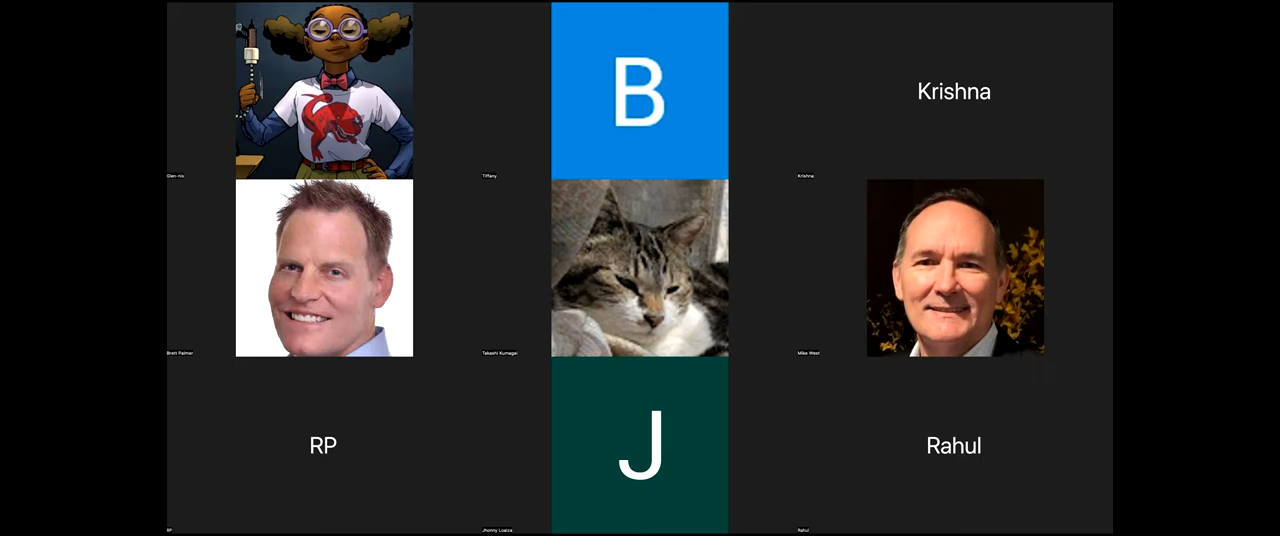 B
Krishna
Glen-nis
Tiffany
Krishna
Brett Palmer
Takashi Kumagai
Mike West
RP
J
Rahul
RP
Jhonny Loaiza
Rahul